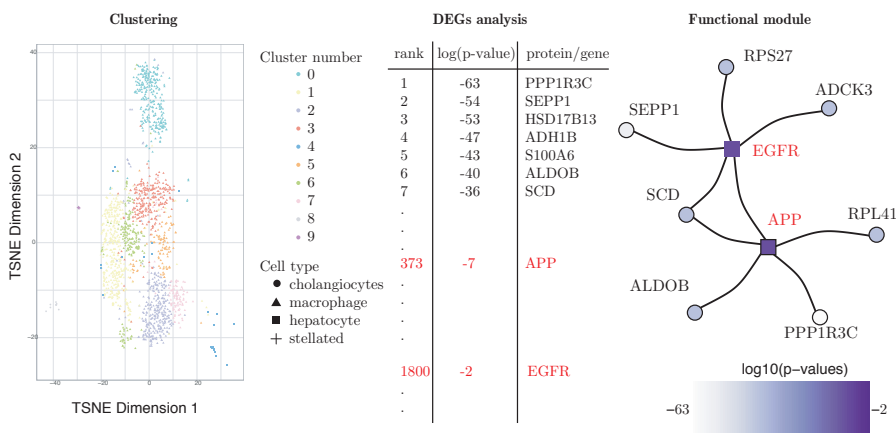 Clustering
40
20
0
−20
−40
−20
0
20
TSNE Dimension 2
TSNE Dimension 1
Cluster number
0
1
2
3
4
5
6
7
8
9
Cell type
cholangiocytes
macrophage
hepatocyte
stellated
DEGs analysis
rank log(p-value) protein/gene
1 -63 PPP1R3C
2 -54 SEPP1
3 -53 HSD17B13
4 -47 ADH1B
5 -43 S100A6
6 -40 ALDOB
7 -36 SCD
.
.
.
373 -7 APP
.
.
.
.
1800 -2 EGFR
.
.
Functional module
RPS27
ADCK3
SEPP1
EGFR
SCD
APP
RPL41
ALDOB
PPP1R3C
log10(p-values)
−63 −2